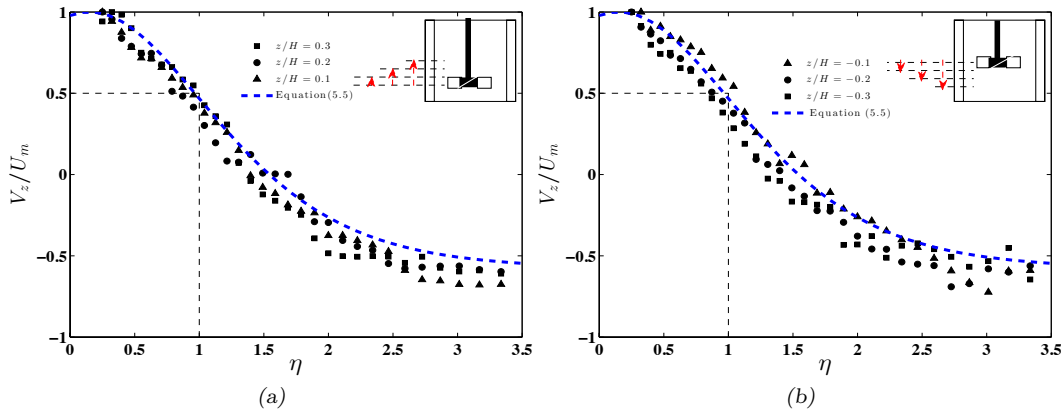 1
0.5
0
−0.5
−1
V_z/U_m
z/H = 0.3
z/H = 0.2
z/H = 0.1
Equation(5.5)
0 0.5 1 1.5 2 2.5 3 3.5
η
(a)
1
0.5
0
−0.5
−1
V_z/U_m
z/H = −0.1
z/H = −0.2
z/H = −0.3
Equation (5.5)
0 0.5 1 1.5 2 2.5 3 3.5
η
(b)